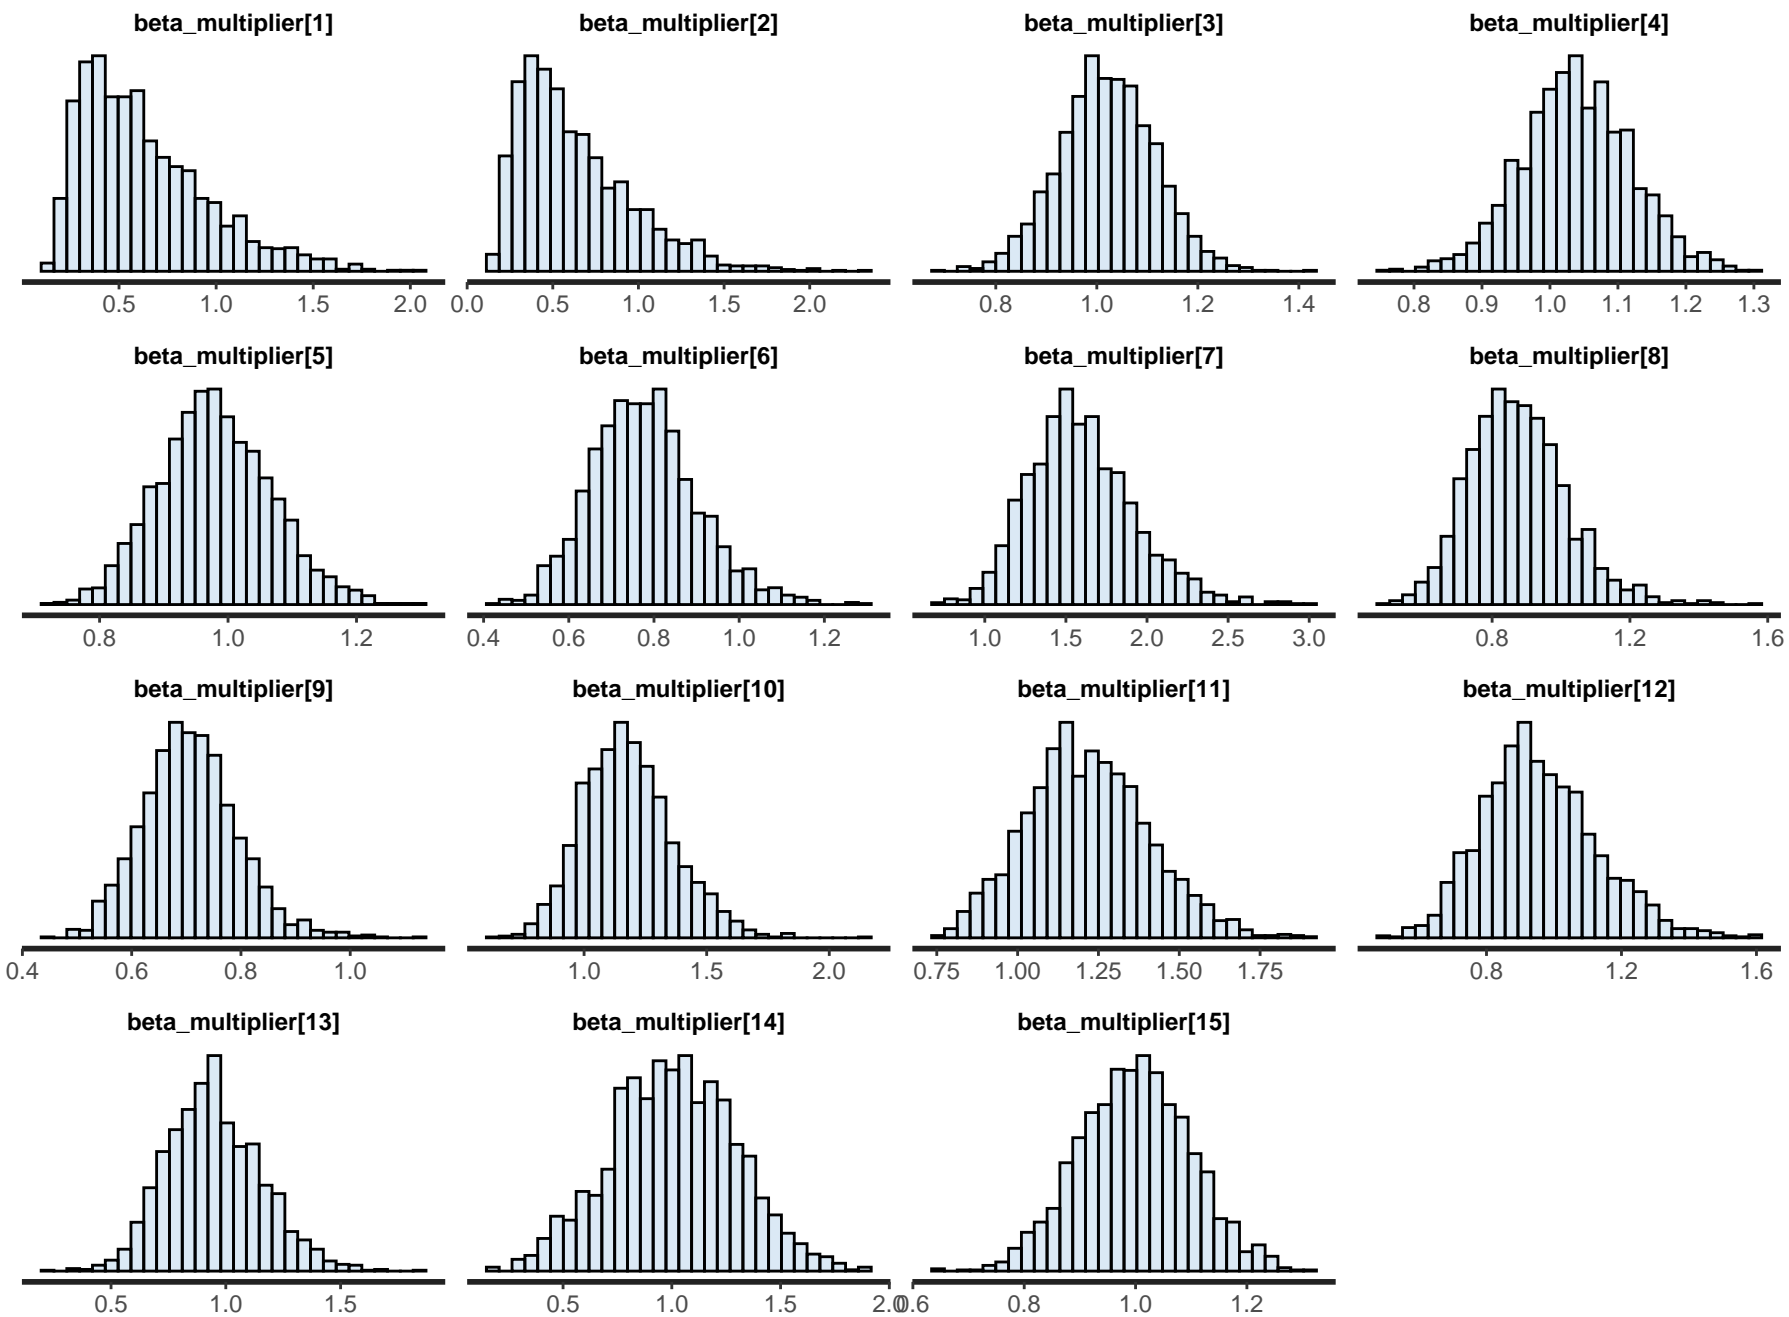 beta_multiplier[1] beta_multiplier[2] beta_multiplier[3] beta_multiplier[4]
0.5 1.0 1.5 2.0 0.0 0.5 1.0 1.5 2.0 0.8 1.0 1.2 1.4 0.8 0.9 1.0 1.1 1.2 1.3
beta_multiplier[5] beta_multiplier[6] beta_multiplier[7] beta_multiplier[8]
0.8 1.0 1.2 0.4 0.6 0.8 1.0 1.2 1.0 1.5 2.0 2.5 3.0 0.8 1.2 1.6
beta_multiplier[9] beta_multiplier[10] beta_multiplier[11] beta_multiplier[12]
0.4 0.6 0.8 1.0 1.0 1.5 2.0 0.75 1.00 1.25 1.50 1.75 0.8 1.2 1.6
beta_multiplier[13] beta_multiplier[14] beta_multiplier[15]
0.5 1.0 1.5 0.5 1.0 1.5 2.0 0.6 0.8 1.0 1.2